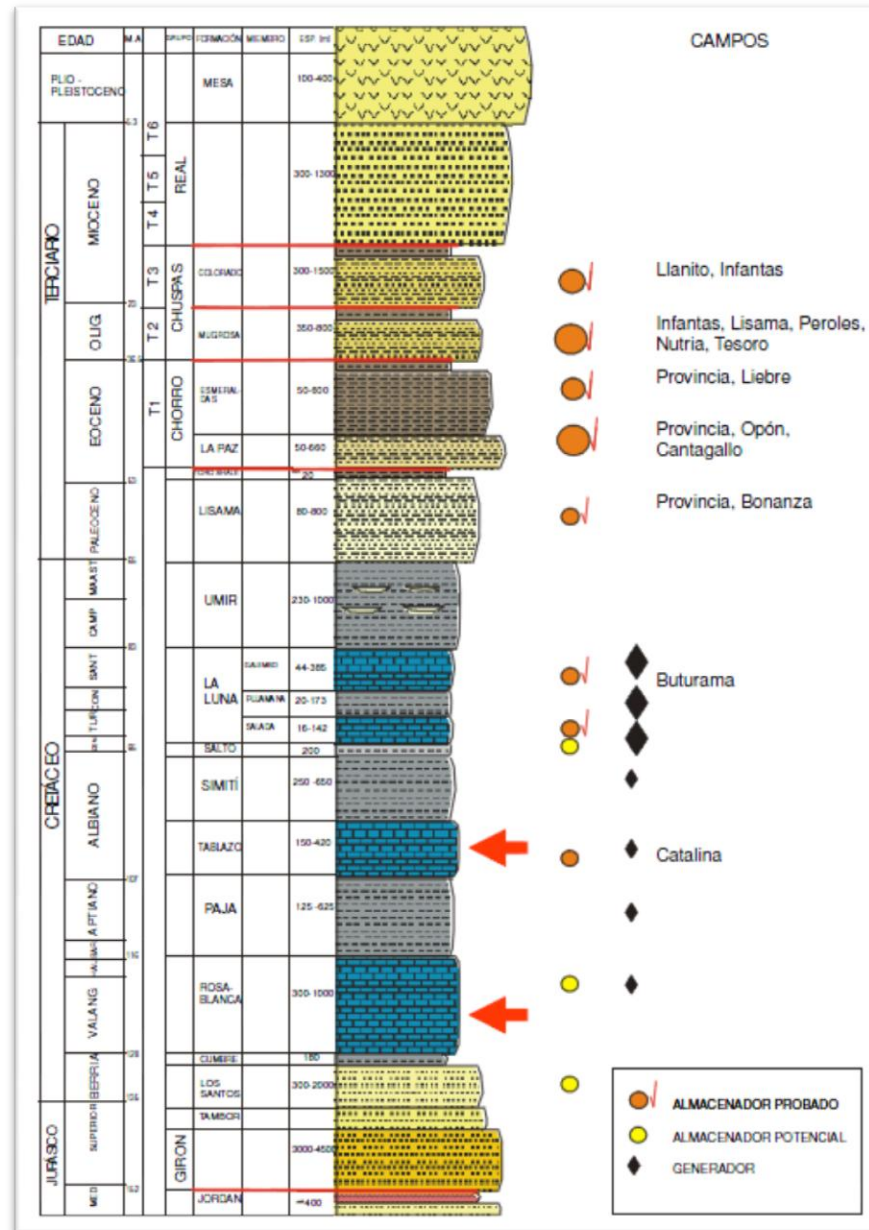 EDAD M.A GRUPO FORMACIÓN MIEMBRO ESP. (m) CAMPOS
PLIO - PLEISTOCENO MESA 100-400
5.3
TERCIARIO
MIOCENO
T6
T5
T4
REAL
300-1300
T3
CHUSPAS
COLORADO
300-1500
Llanito, Infantas
OLIG.
T2
MUGROSA
350-800
Infantas, Lisama, Peroles,
Nutria, Tesoro
EOCENO
T1
CHORRO
ESMERAL-
DAS
50-800
Provincia, Liebre
LA PAZ
50-660
Provincia, Opón,
Cantagallo
20
PALEOCENO
LISAMA
80-800
Provincia, Bonanza
CRETÁCEO
MAAST
CAMP
UMIR
230-1000
SANT
LA
LUNA
GALEMBO
44-385
Buturama
CON
PUJAMANA
20-173
TUR
SALADA
16-142
SALTO
200
ALBIANO
SIMITÍ
250-650
TABLAZO
150-420
Catalina
107
APTIANO
PAJA
125-625
VALANG
ROSA-
BLANCA
300-1000
CUMBRE
180
BERRIA
LOS
SANTOS
300-2000
JURÁSICO
SUPERIOR
TAMBOR
GIRON
3000-4500
MED
JORDAN
400
ALMACENADOR PROBADO
ALMACENADOR POTENCIAL
GENERADOR